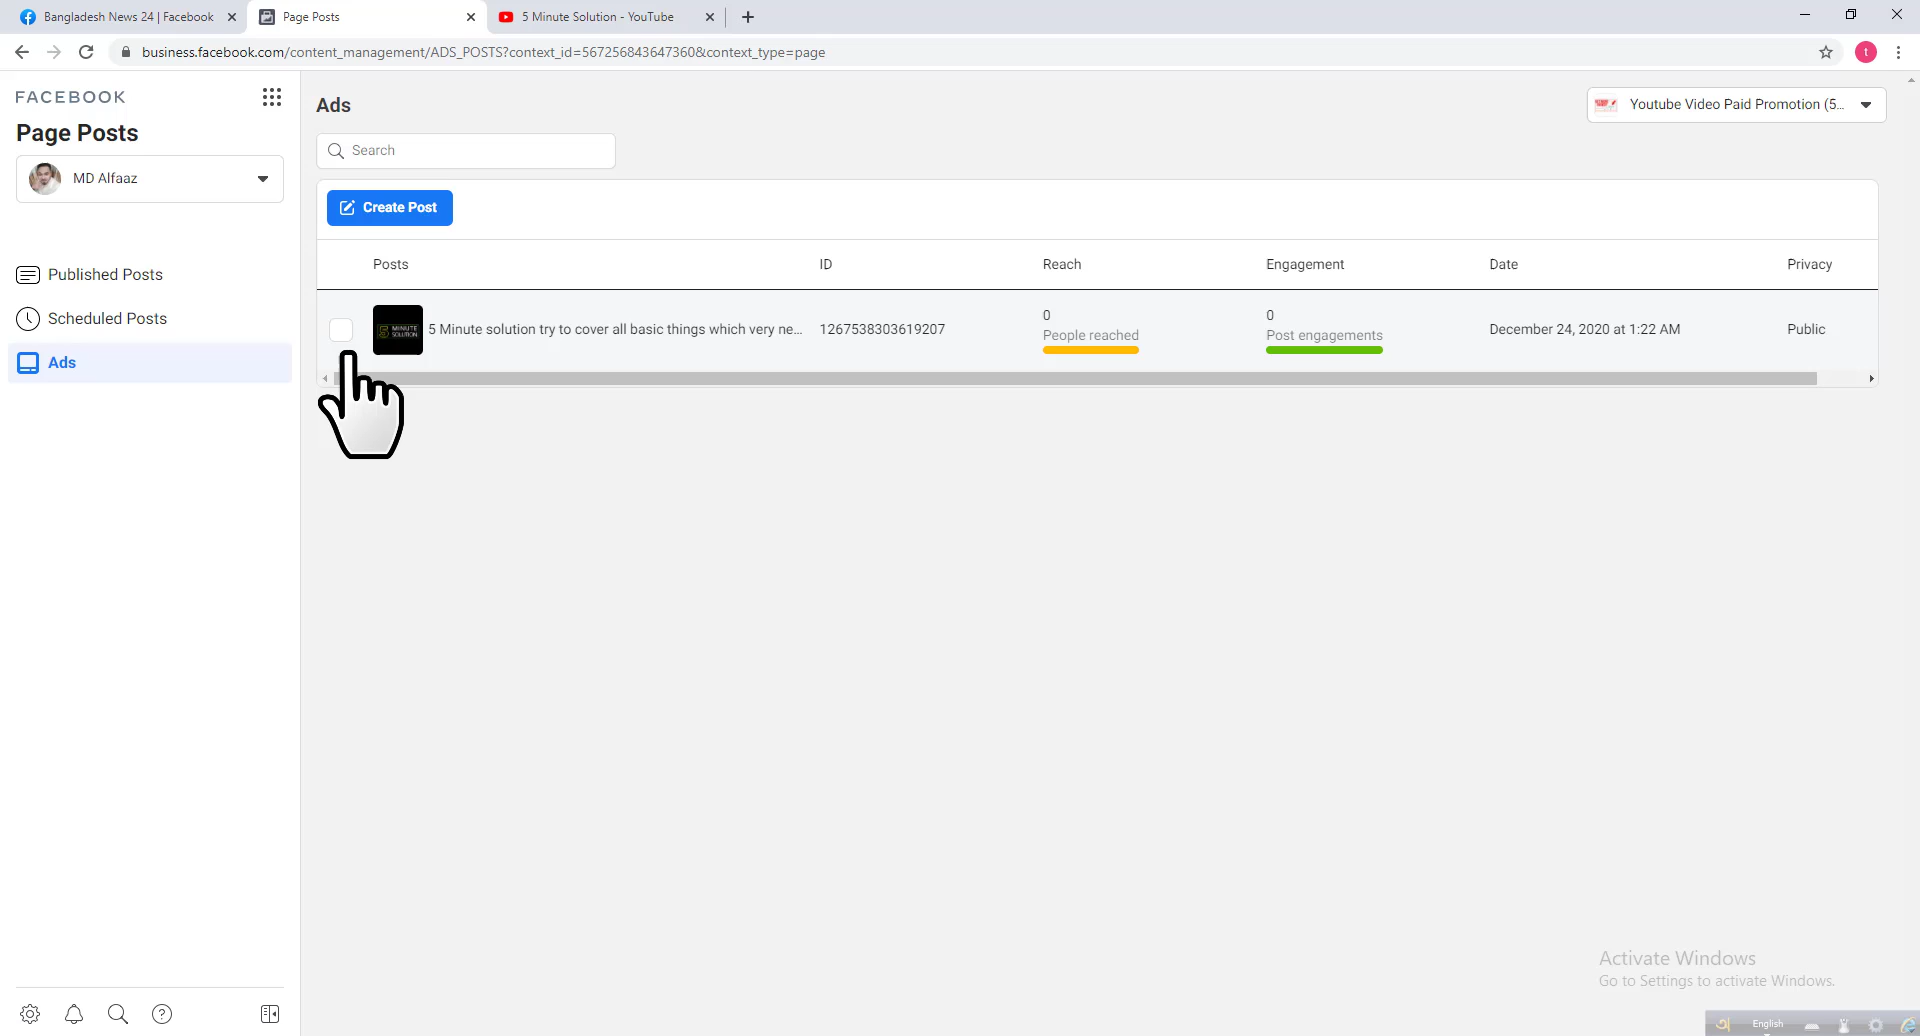 Bangladesh News 24 | Facebook
Page Posts
5 Minute Solution - YouTube
business.facebook.com/content_management/ADS_POSTS?context_id=567256843647360&context_type=page
t
FACEBOOK
Page Posts
MD Alfaaz
Published Posts
Scheduled Posts
Ads
Ads
Youtube Video Paid Promotion (5...
Search
Create Post
Posts ID Reach Engagement Date Privacy
5 MINUTE
SOLUTION
5 Minute solution try to cover all basic things which very ne... 1267538303619207 0 People reached 0 Post engagements December 24, 2020 at 1:22 AM Public
Activate Windows
Go to Settings to activate Windows.
অ English